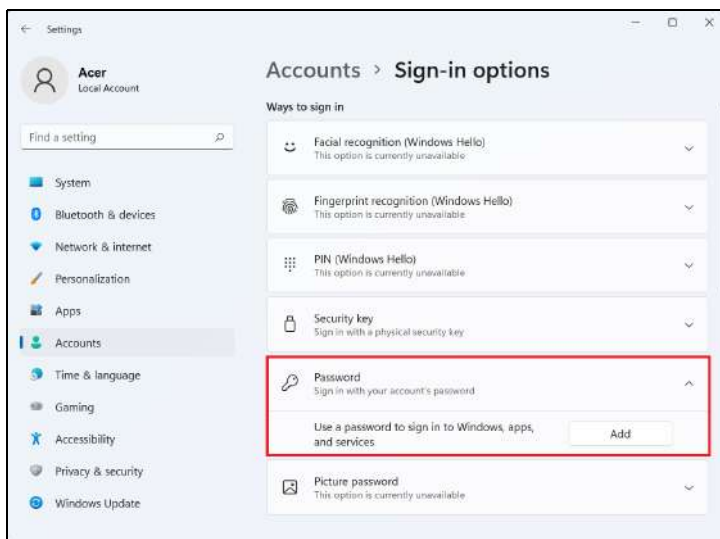 Settings
Acer
Local Account
Find a setting
System
Bluetooth & devices
Network & internet
Personalization
Apps
Accounts
Time & language
Gaming
Accessibility
Privacy & security
Windows Update
Accounts > Sign-in options
Ways to sign in
Facial recognition (Windows Hello)
This option is currently unavailable
Fingerprint recognition (Windows Hello)
This option is currently unavailable
PIN (Windows Hello)
This option is currently unavailable
Security key
Sign in with a physical security key
Password
Sign in with your account's password
Use a password to sign in to Windows, apps,
and services
Add
Picture password
This option is currently unavailable